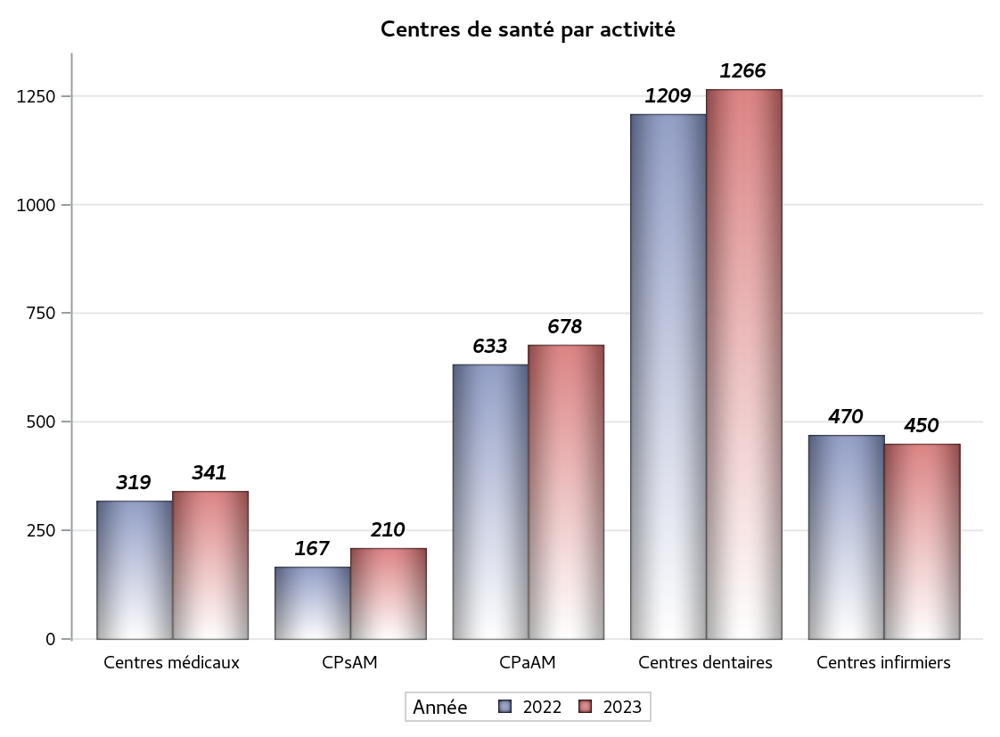 Centres de santé par activité
1250
1000
750
500
250
0
319
341
167
210
633
678
1209
1266
470
450
Centres médicaux
CPsAM
CPaAM
Centres dentaires
Centres infirmiers
Année 2022 2023